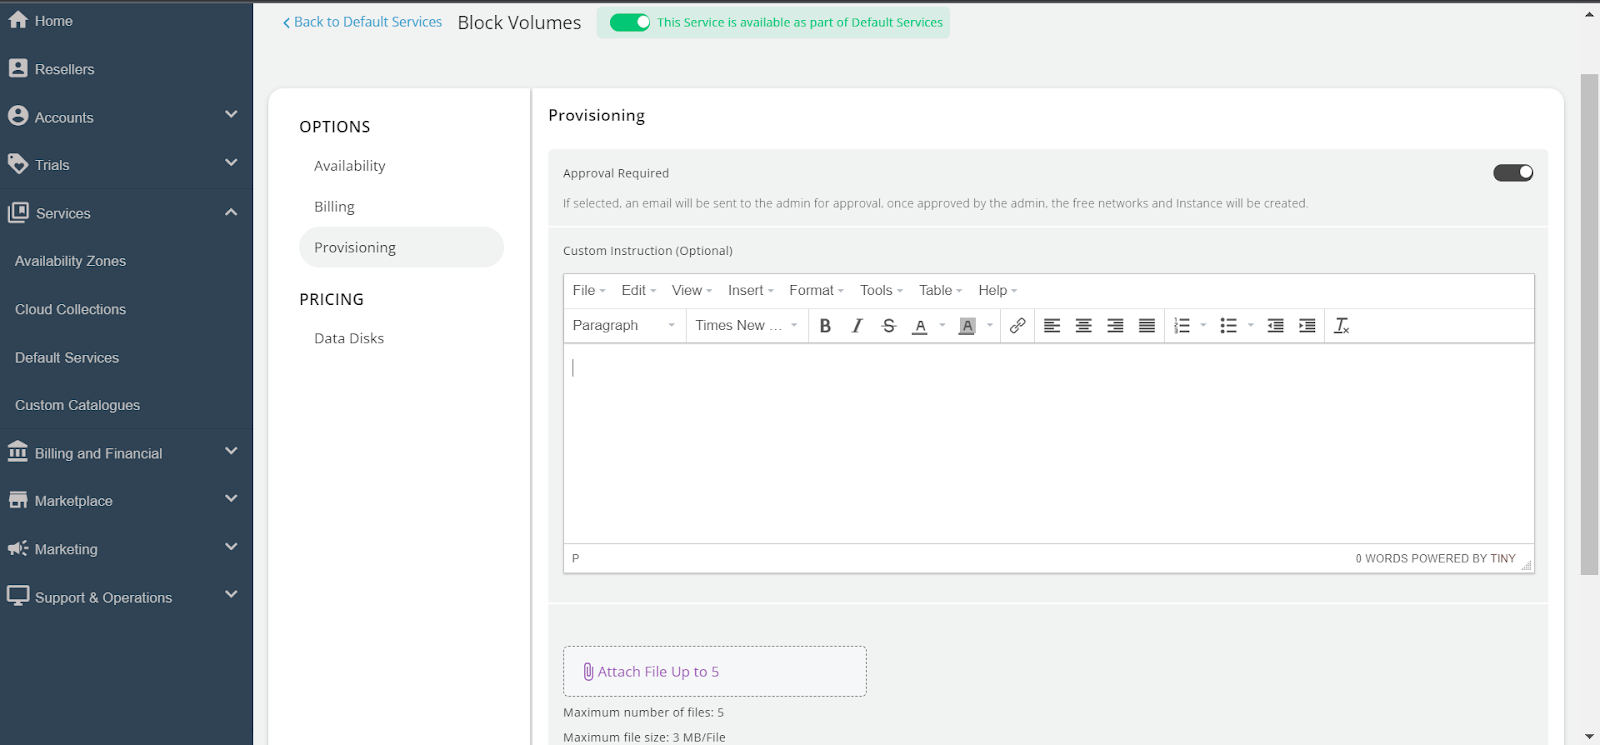 Home
Resellers
Accounts
Trials
Services
Availability Zones
Cloud Collections
Default Services
Custom Catalogues
Billing and Financial
Marketplace
Marketing
Support & Operations
Back to Default Services Block Volumes This Service is available as part of Default Services
OPTIONS
Availability
Billing
Provisioning
PRICING
Data Disks
Provisioning
Approval Required
If selected, an email will be sent to the admin for approval, once approved by the admin, the free networks and Instance will be created.
Custom Instruction (Optional)
File Edit View Insert Format Tools Table Help
Paragraph Times New ... B I S A A
P 0 WORDS POWERED BY TINY
Attach File Up to 5
Maximum number of files: 5
Maximum file size: 3 MB/File